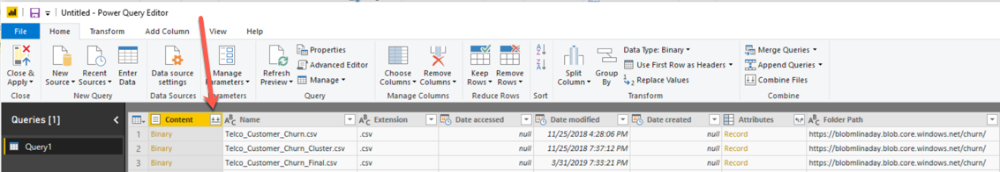 Untitled - Power Query Editor
File Home Transform Add Column View Help
Close & Apply New Source Recent Sources Enter Data Data source settings Manage Parameters Refresh Preview Properties Advanced Editor Manage Choose Columns Remove Columns Keep Rows Remove Rows Split Column Group By Data Type: Binary Use First Row as Headers Replace Values Merge Queries Append Queries Combine Files
Close New Query Data Sources Parameters Query Manage Columns Reduce Rows Sort Transform Combine
Queries [1] Content ABC Name ABC Extension Date accessed Date modified Date created Attributes ABC Folder Path
Query1
1 Binary Telco_Customer_Churn.csv .csv null 11/25/2018 4:28:06 PM null Record https://blobmlinaday.blob.core.windows.net/churn/
2 Binary Telco_Customer_Churn_Cluster.csv .csv null 11/25/2018 7:37:12 PM null Record https://blobmlinaday.blob.core.windows.net/churn/
3 Binary Telco_Customer_Churn_Final.csv .csv null 3/31/2019 7:33:21 PM null Record https://blobmlinaday.blob.core.windows.net/churn/